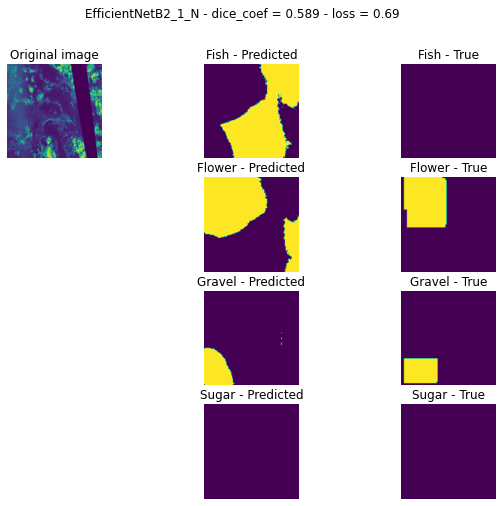 EfficientNetB2_1_N - dice_coef = 0.589 - loss = 0.69
Original image
Fish - Predicted
Fish - True
Flower - Predicted
Flower - True
Gravel - Predicted
Gravel - True
Sugar - Predicted
Sugar - True